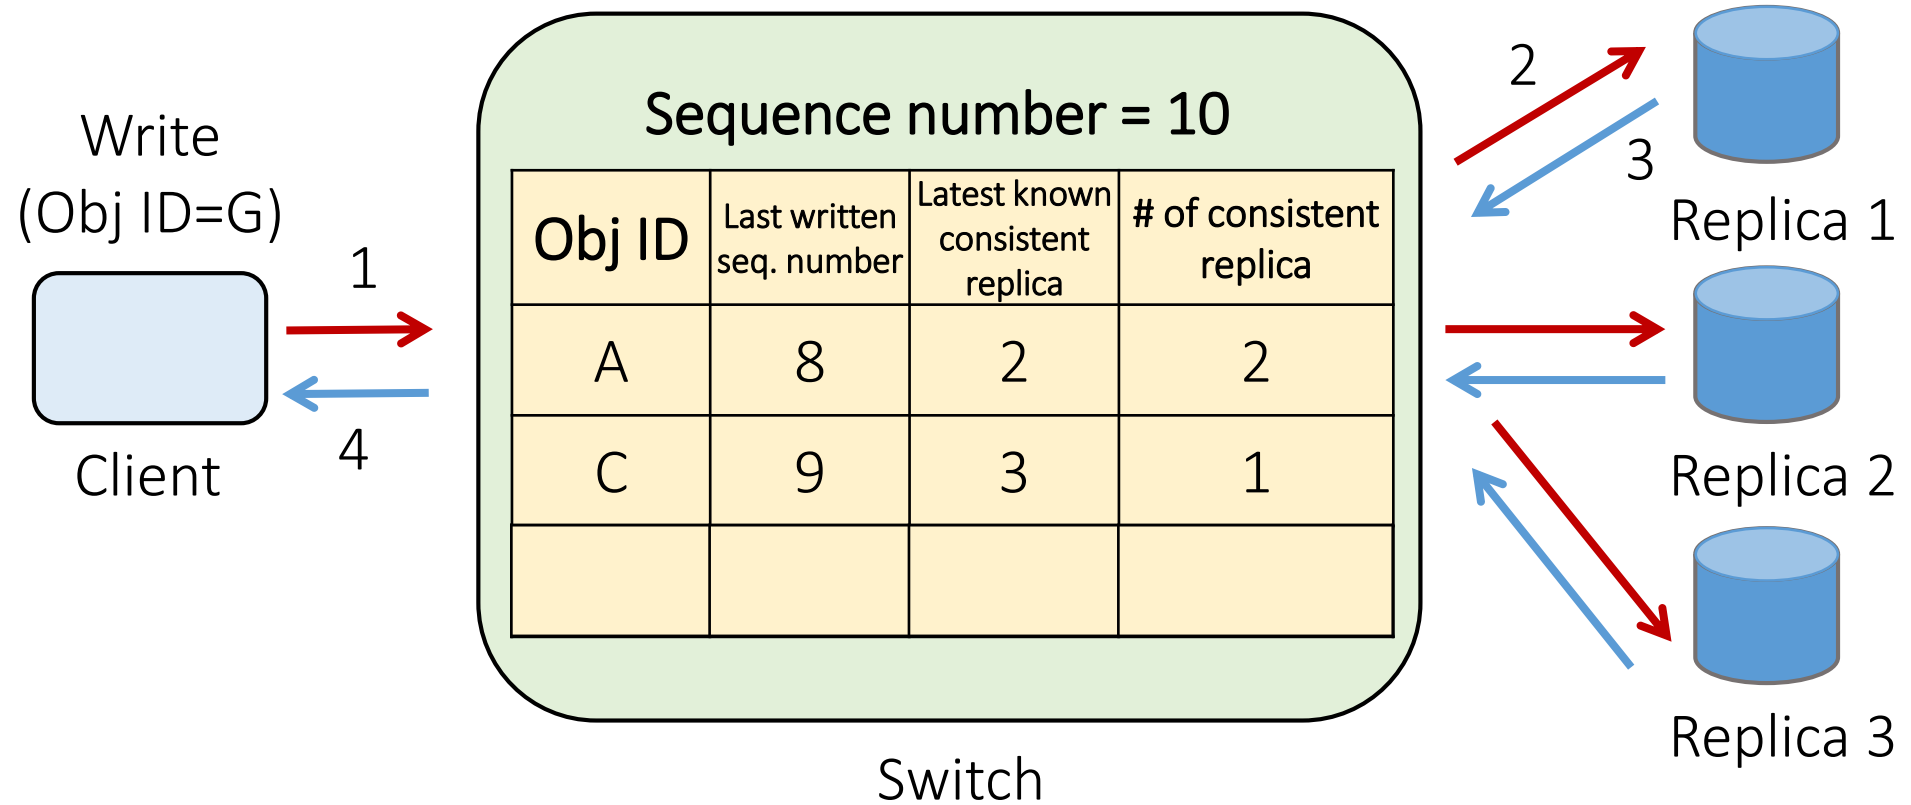 Write
(Obj ID=G)
1
4
Client
Sequence number = 10
Obj ID
Last written
seq. number
Latest known
consistent
replica
# of consistent
replica
A 8 2 2
C 9 3 1
Switch
2
3
Replica 1
Replica 2
Replica 3